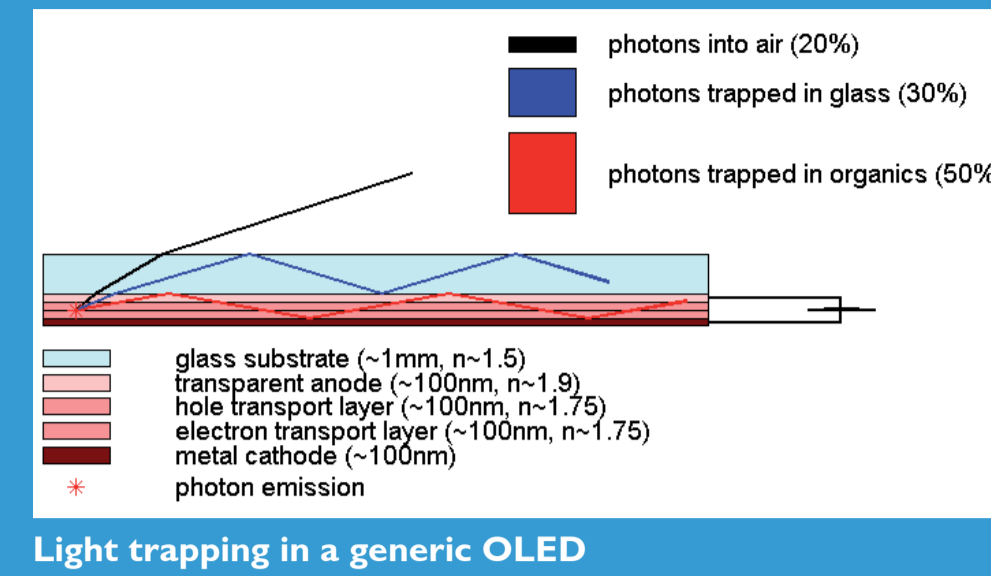 photons into air (20%)
photons trapped in glass (30%)
photons trapped in organics (50%
glass substrate (~1mm, n~1.5)
transparent anode (~100nm, n~1.9)
hole transport layer (~100nm, n~1.75)
electron transport layer (~100nm, n~1.75)
metal cathode (~100nm)
photon emission
Light trapping in a generic OLED